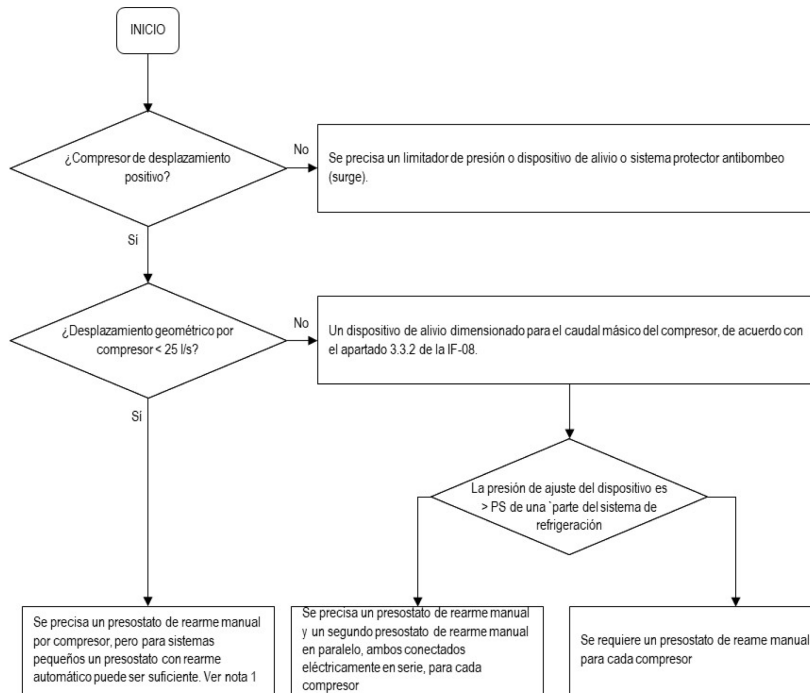 INICIO
¿Compresor de desplazamiento
positivo?
No
Se precisa un limitador de presión o dispositivo de alivio o sistema protector antibombeo
(surge).
Sí
¿Desplazamiento geométrico por
compresor < 25 l/s?
No
Un dispositivo de alivio dimensionado para el caudal másico del compresor, de acuerdo con
el apartado 3.3.2 de la IF-08.
Sí
La presión de ajuste del dispositivo es
> PS de una `parte del sistema de
refrigeración
Se precisa un presostato de rearme manual
por compresor, pero para sistemas
pequeños un presostato con rearme
automático puede ser suficiente. Ver nota 1
Se precisa un presostato de rearme manual
y un segundo presostato de rearme manual
en paralelo, ambos conectados
eléctricamente en serie, para cada
compresor
Se requiere un presostato de reame manual
para cada compresor